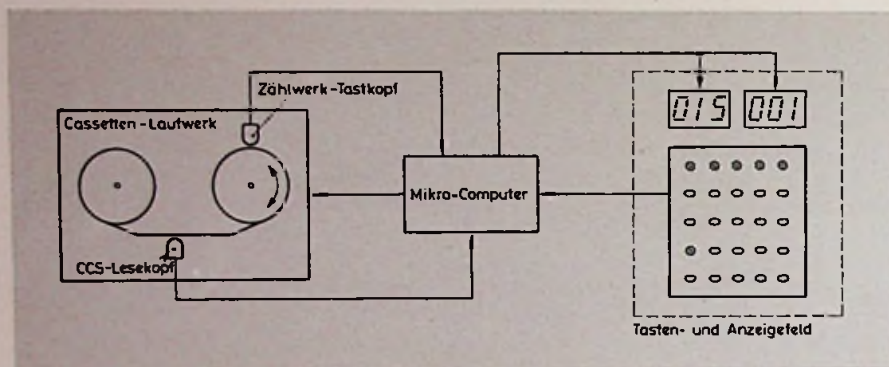 Zählwerk-Tastkopf
Cassetten-Laufwerk
015 001
Mikro-Computer
CCS-Lesekopf
Tasten- und Anzeigefeld